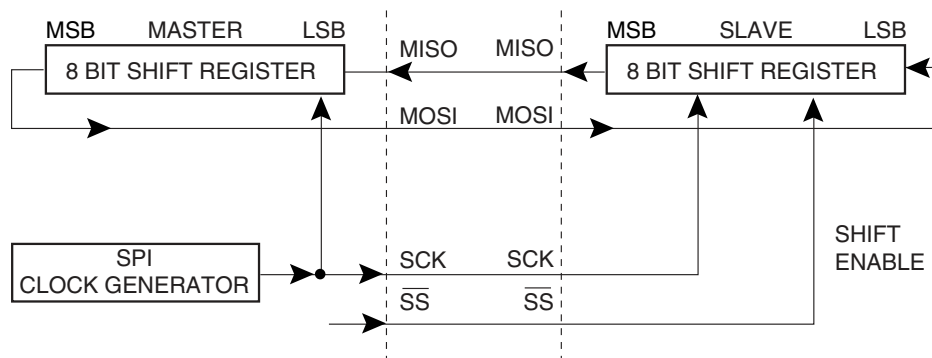 MSB MASTER LSB
MSB SLAVE LSB
8 BIT SHIFT REGISTER
MISO MISO
8 BIT SHIFT REGISTER
MOSI MOSI
SHIFT
ENABLE
SPI
CLOCK GENERATOR
SCK SCK
SS SS